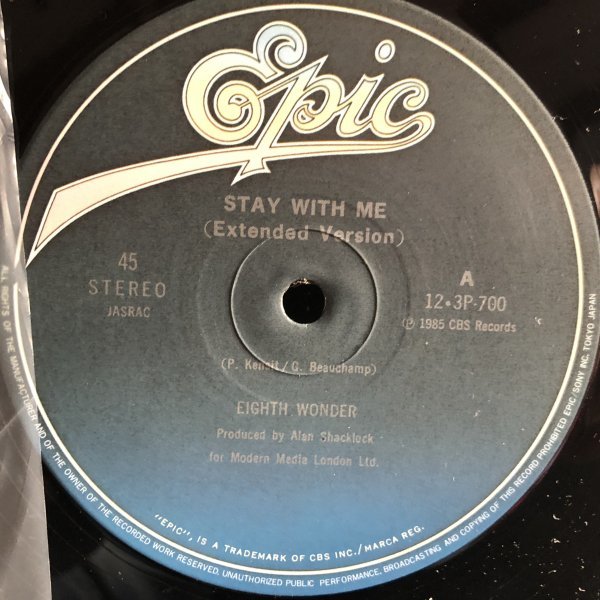 Epic
STAY WITH ME
(Extended Version)
45
STEREO
JASRAC
A
12•3P-700
Ⓟ 1985 CBS Records
(P. Kensit/G. Beauchamp)
EIGHTH WONDER
Produced by Alan Shacklock
for Modern Media London Ltd.
"EPIC", IS A TRADEMARK OF CBS INC./MARCA REG.
ALL RIGHTS OF THE MANUFACTURER AND OF THE OWNER OF THE RECORDED WORK RESERVED. UNAUTHORIZED PUBLIC PERFORMANCE, BROADCASTING AND COPYING OF THIS RECORD PROHIBITED EPIC/SONY INC. TOKYO JAPAN